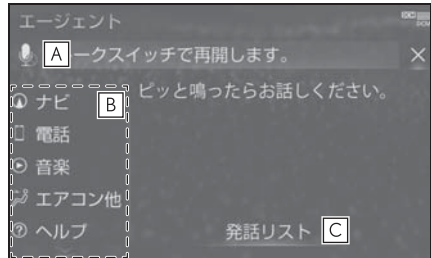 エージェント
DCM
A ークスイッチで再開します。
ピッと鳴ったらお話しください。
B
ナビ
電話
音楽
エアコン他
ヘルプ
発話リスト C